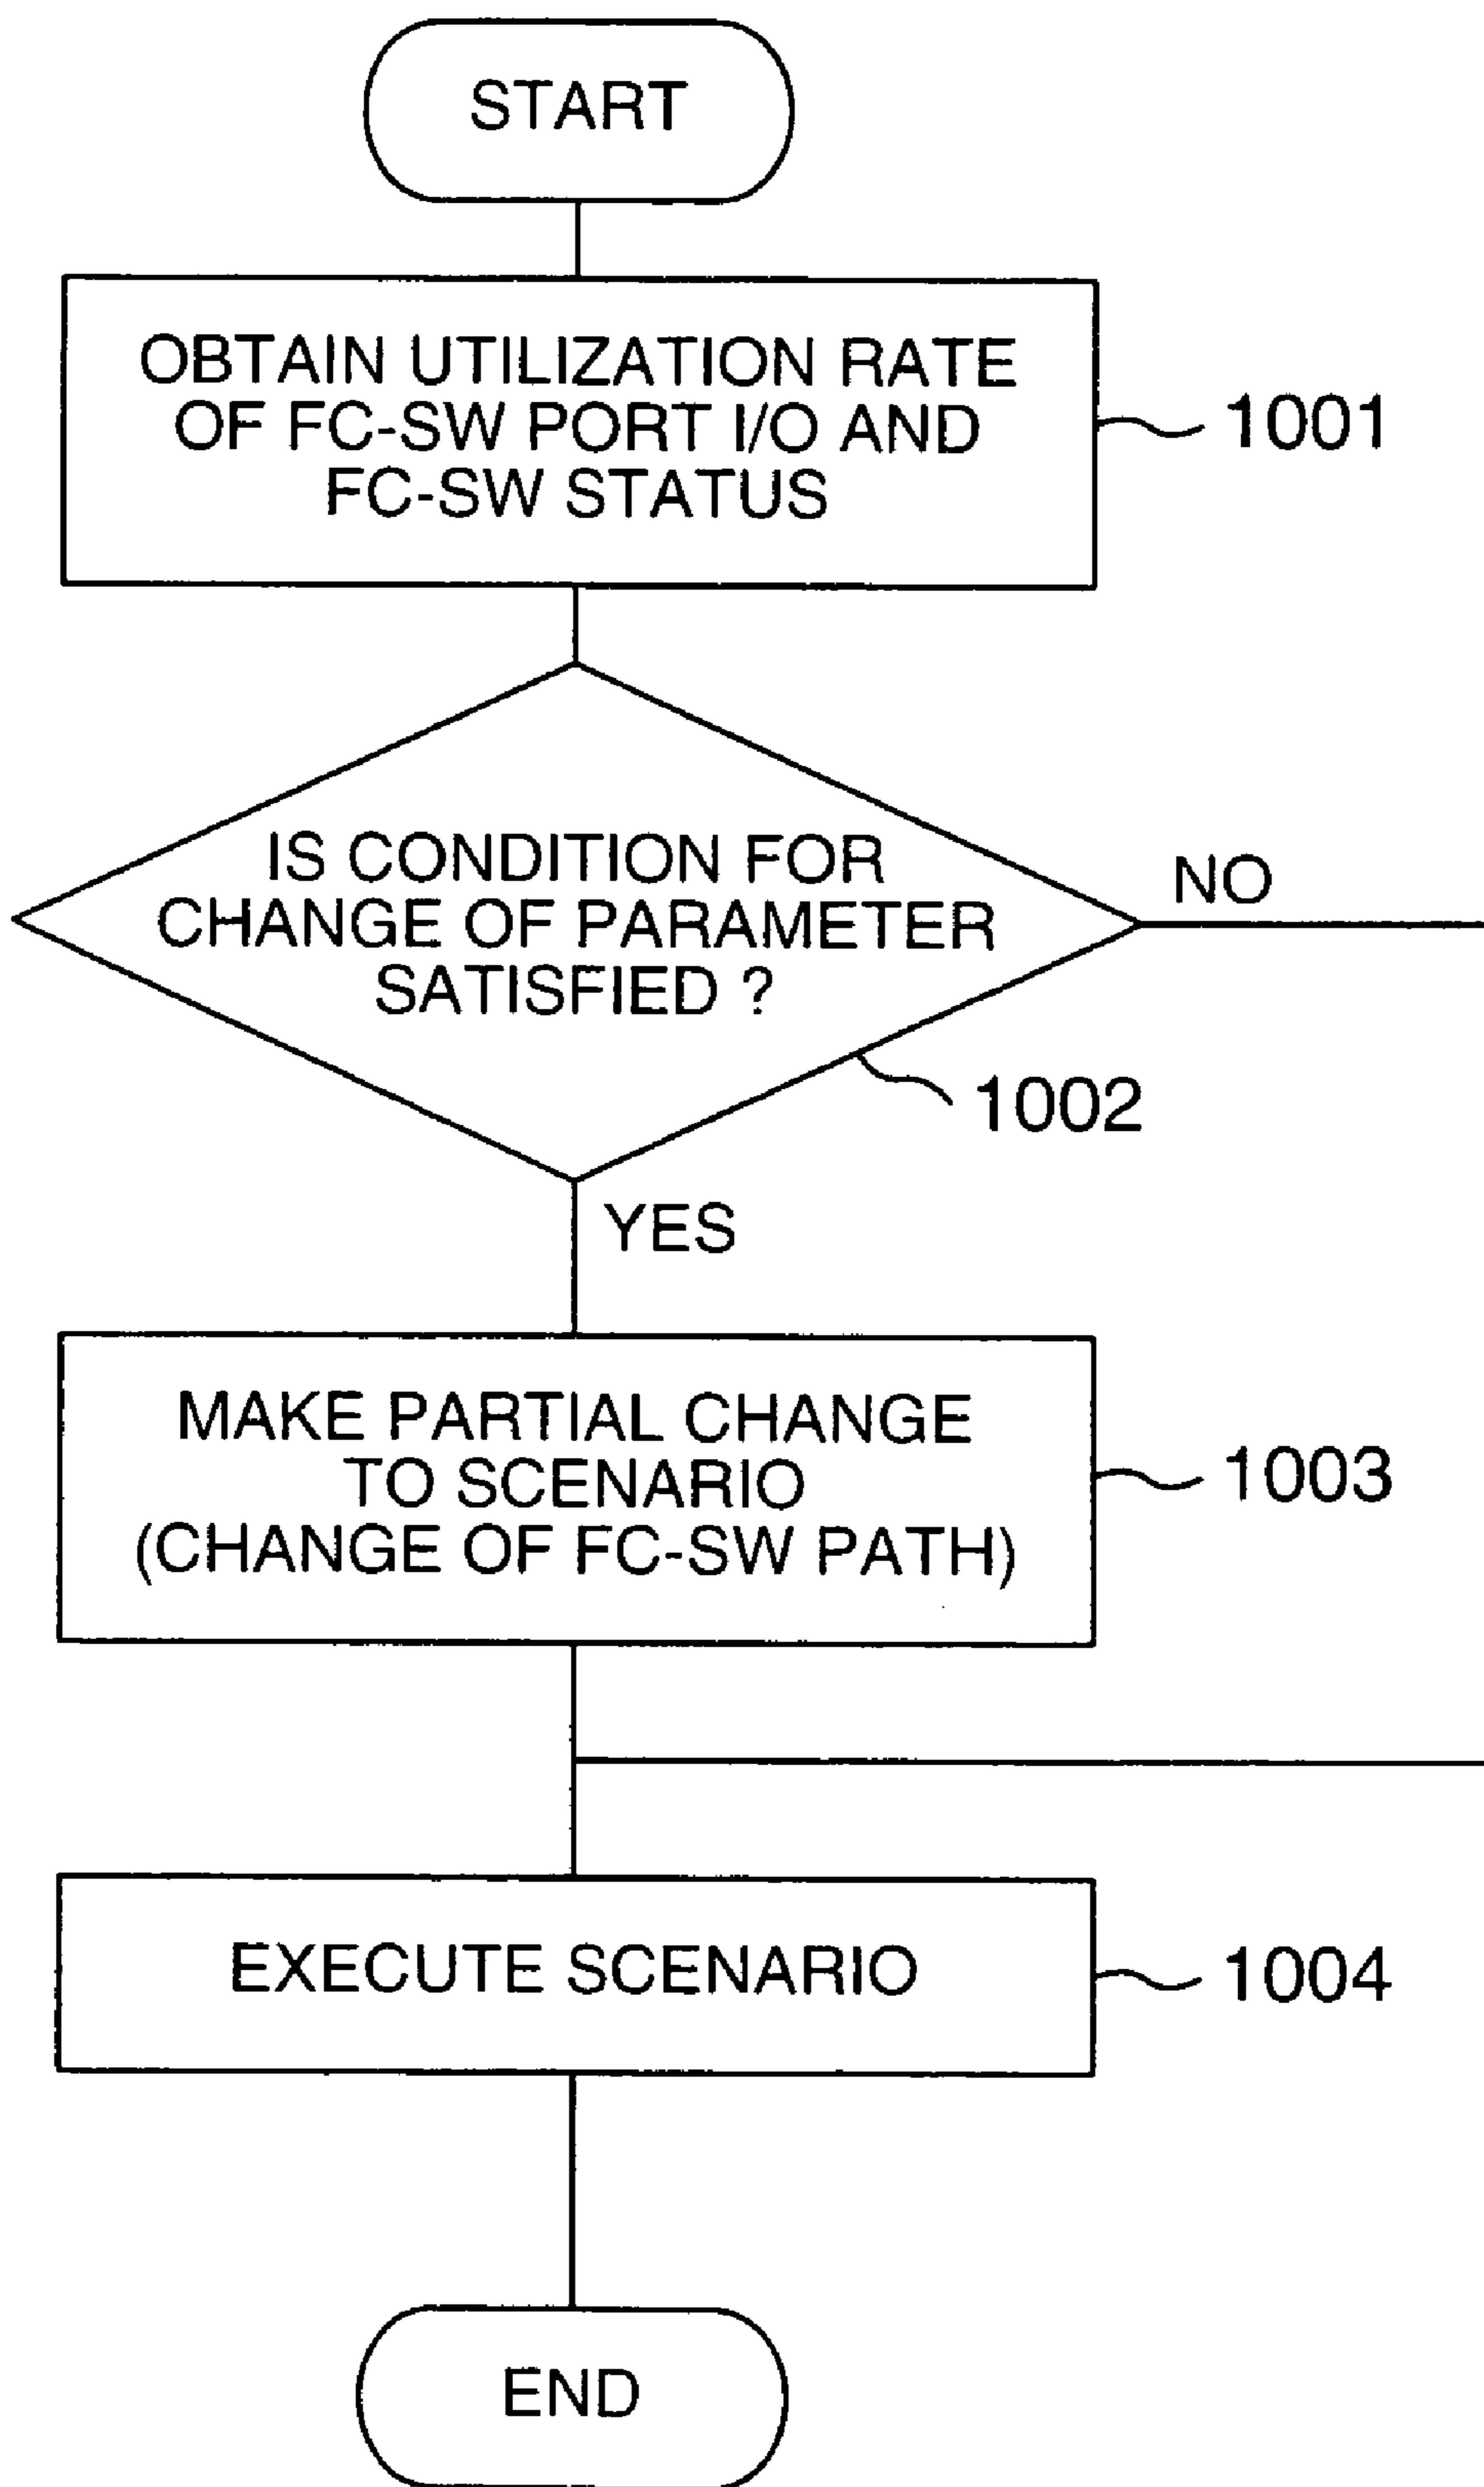 START
OBTAIN UTILIZATION RATE
OF FC-SW PORT I/O AND
FC-SW STATUS
1001
IS CONDITION FOR
CHANGE OF PARAMETER
SATISFIED ?
NO
1002
YES
MAKE PARTIAL CHANGE
TO SCENARIO
(CHANGE OF FC-SW PATH)
1003
EXECUTE SCENARIO
1004
END